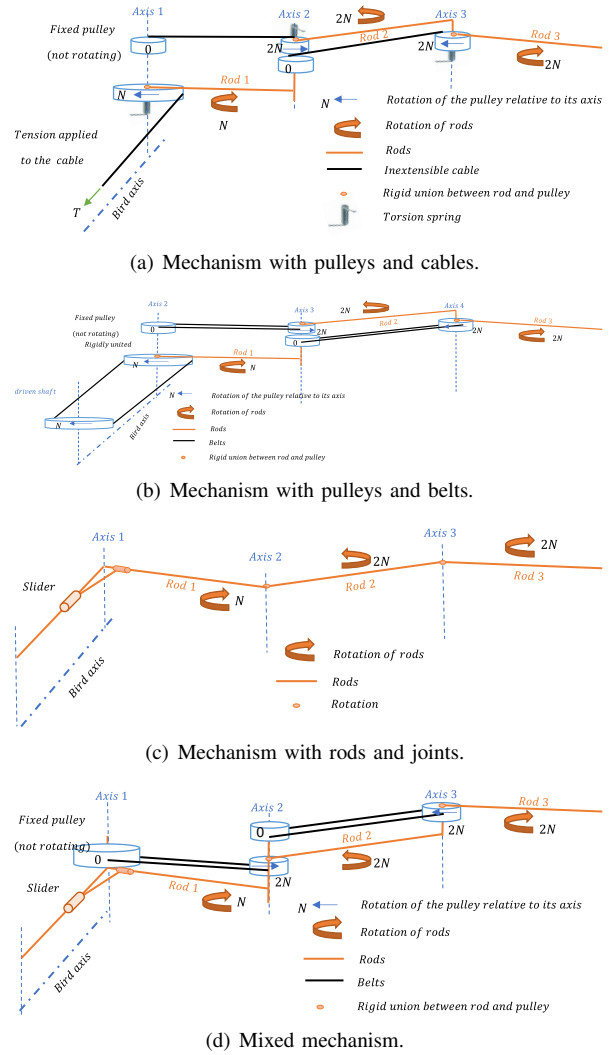 Axis 1
Axis 2
Axis 3
Fixed pulley
(not rotating)
0
2N
2N
Rod 2
Rod 3
2N
2N
0
Rod 1
N
N
N Rotation of the pulley relative to its axis
Rotation of rods
Rods
Inextensible cable
Rigid union between rod and pulley
Torsion spring
Tension applied
to the cable
T
Bird axis
(a) Mechanism with pulleys and cables.
Axis 2
Axis 3
Axis 4
Fixed pulley
(not rotating)
Rigidly united
0
2N
2N
Rod 2
Rod 3
2N
2N
0
Rod 1
N
N
driven shaft
N
Bird axis
N Rotation of the pulley relative to its axis
Rotation of rods
Rods
Belts
Rigid union between rod and pulley
(b) Mechanism with pulleys and belts.
Axis 1
Axis 2
Axis 3
Slider
Rod 1
N
2N
Rod 2
2N
Rod 3
Bird axis
Rotation of rods
Rods
Rotation
(c) Mechanism with rods and joints.
Axis 1
Axis 2
Axis 3
Fixed pulley
(not rotating)
0
0
2N
Rod 3
2N
Rod 2
2N
2N
Slider
Rod 1
N
Bird axis
N Rotation of the pulley relative to its axis
Rotation of rods
Rods
Belts
Rigid union between rod and pulley
(d) Mixed mechanism.